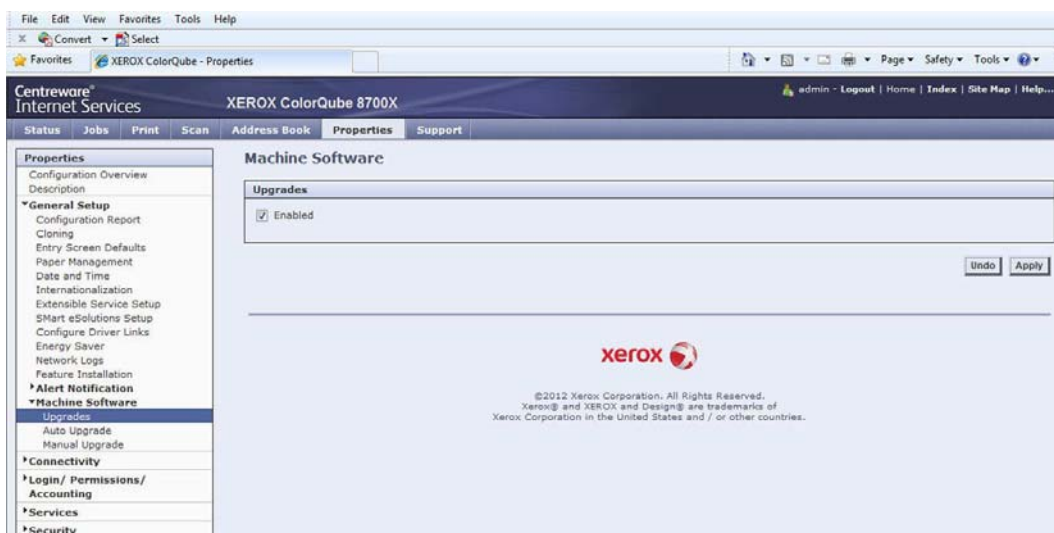 File Edit View Favorites Tools Help
x Convert Select
Favorites XEROX ColorQube - Properties Page Safety Tools
Centreware®
Internet Services
XEROX ColorQube 8700X
admin - Logout | Home | Index | Site Map | Help...
Status Jobs Print Scan Address Book Properties Support
Properties
Configuration Overview
Description
General Setup
Configuration Report
Cloning
Entry Screen Defaults
Paper Management
Date and Time
Internationalization
Extensible Service Setup
SMart eSolutions Setup
Configure Driver Links
Energy Saver
Network Logs
Feature Installation
Alert Notification
Machine Software
Upgrades
Auto Upgrade
Manual Upgrade
Connectivity
Login/ Permissions/
Accounting
Services
Security
Machine Software
Upgrades
Enabled
Undo Apply
xerox
©2012 Xerox Corporation. All Rights Reserved.
Xerox® and XEROX and Design® are trademarks of
Xerox Corporation in the United States and / or other countries.